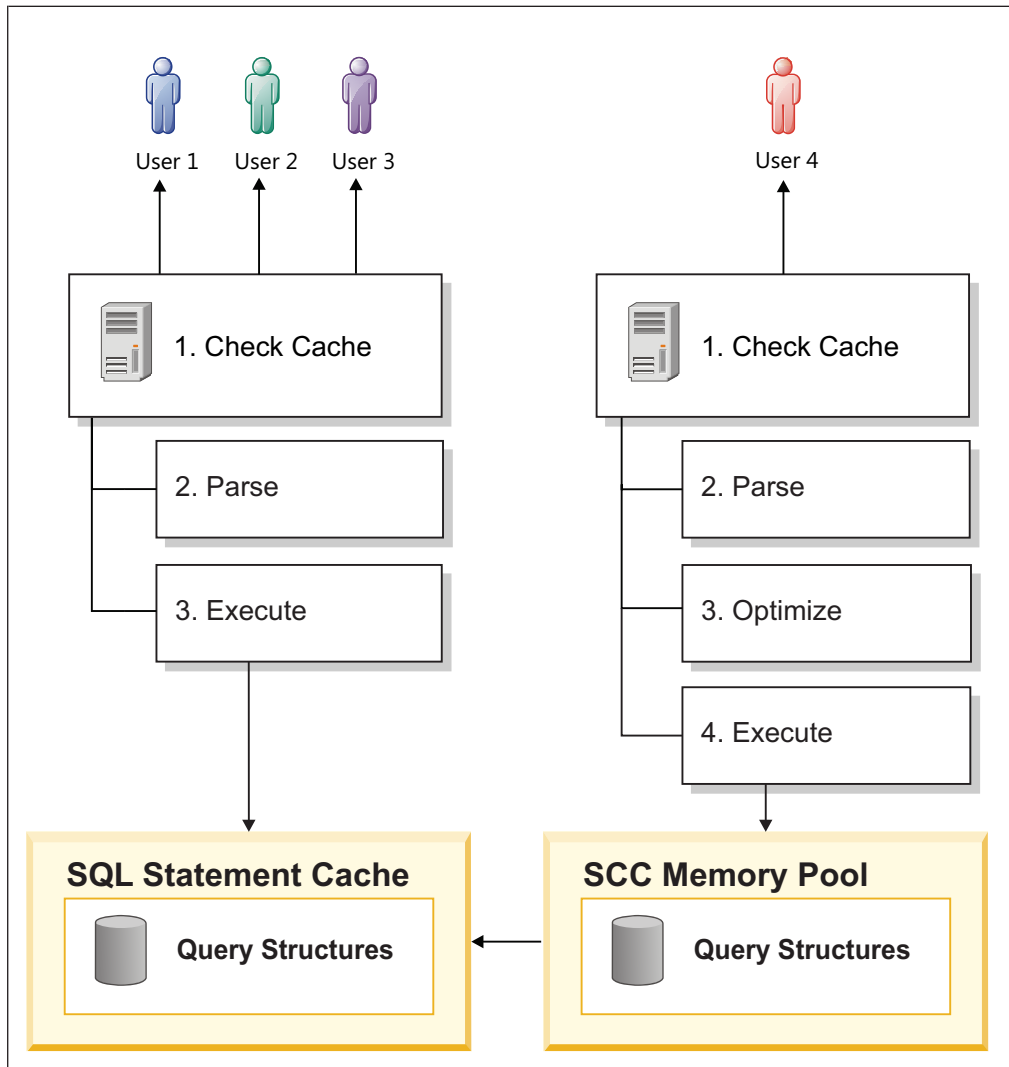 User 1
User 2
User 3
User 4
1. Check Cache
2. Parse
3. Execute
1. Check Cache
2. Parse
3. Optimize
4. Execute
SQL Statement Cache
Query Structures
SCC Memory Pool
Query Structures